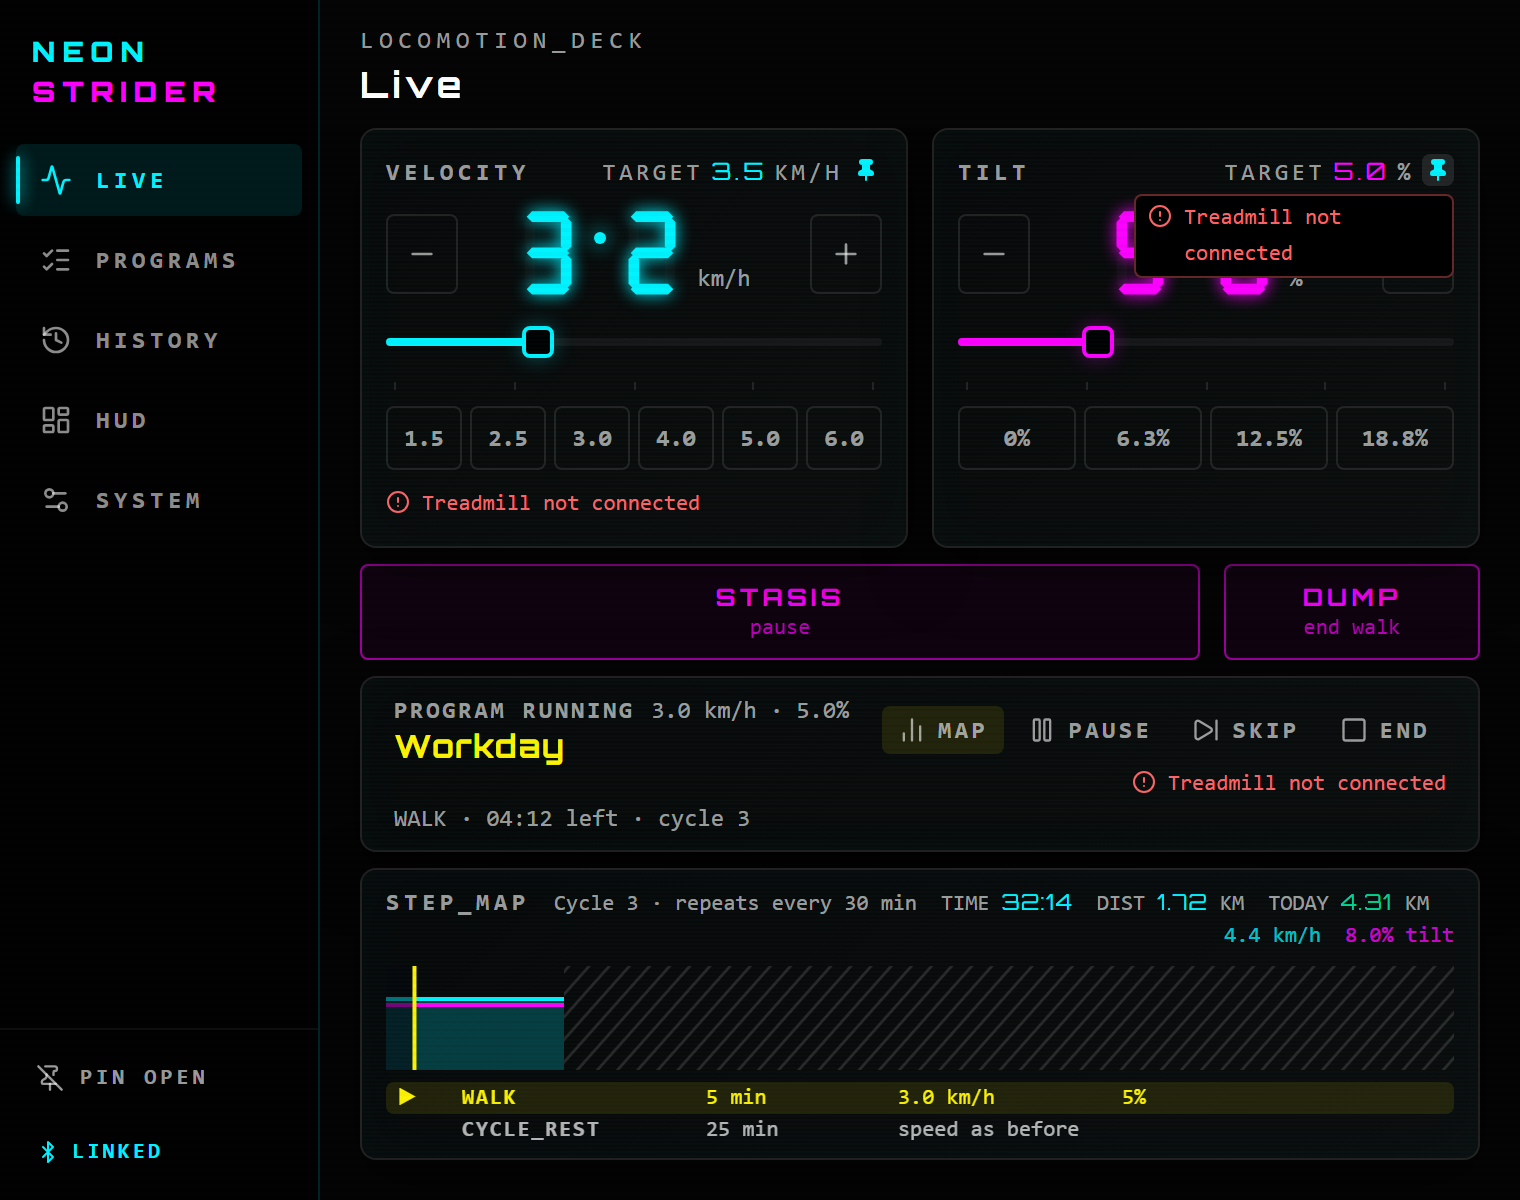 NEON
STRIDER
LIVE
PROGRAMS
HISTORY
HUD
SYSTEM
PIN OPEN
LINKED
LOCOMOTION_DECK
Live
VELOCITY TARGET 3.5 KM/H
3.2 km/h
1.5 2.5 3.0 4.0 5.0 6.0
Treadmill not connected
TILT TARGET 5.0 %
Treadmill not
connected
%
0% 6.3% 12.5% 18.8%
STASIS
pause
DUMP
end walk
PROGRAM RUNNING 3.0 km/h · 5.0%
Workday
MAP PAUSE SKIP END
Treadmill not connected
WALK · 04:12 left · cycle 3
STEP_MAP Cycle 3 · repeats every 30 min TIME 32:14 DIST 1.72 KM TODAY 4.31 KM
4.4 km/h 8.0% tilt
WALK 5 min 3.0 km/h 5%
CYCLE_REST 25 min speed as before